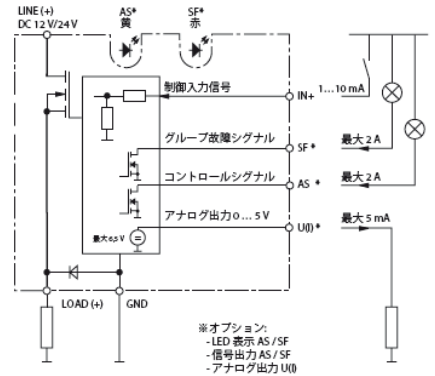 LINE (+)
DC 12 V/24 V
AS*
黄
SF*
赤
制御入力信号
IN+
1…10 mA
グループ故障シグナル
SF*
最大 2 A
コントロールシグナル
AS *
最大 2 A
アナログ出力 0 … 5 V
U(I)*
最大 5 mA
最大 6,5 V
=
LOAD (+)
GND
※オプション:
- LED 表示 AS / SF
- 信号出力 AS / SF
- アナログ出力 U(I)